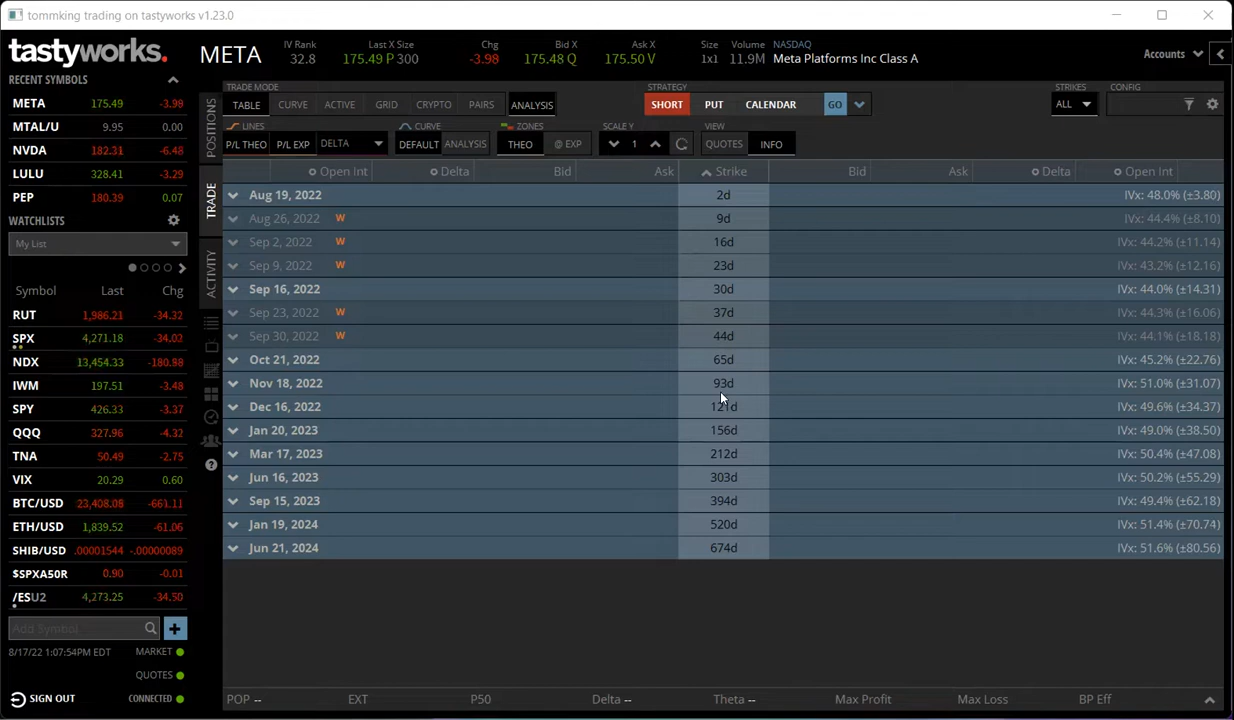 tommking trading on tastyworks v1.23.0
tastyworks.
META
IV Rank
32.8
Last X Size
175.49 P 300
Chg
-3.98
Bid X
175.48 Q
Ask X
175.50 V
Size
1x1
Volume
11.9M
NASDAQ
Meta Platforms Inc Class A
Accounts
RECENT SYMBOLS
META 175.49 -3.98
MTAL/U 9.95 0.00
NVDA 182.31 -6.48
LULU 328.41 -3.29
PEP 180.39 0.07
WATCHLISTS
My List
Symbol Last Chg
RUT 1,986.21 -34.32
SPX 4,271.18 -34.02
NDX 13,454.33 -180.98
IWM 197.51 -3.48
SPY 426.33 -3.37
QQQ 327.96 -4.32
TNA 50.49 -2.75
VIX 20.29 0.60
BTC/USD 23,408.08 -661.11
ETH/USD 1,839.52 -61.06
SHIB/USD .00001544 -.00000089
$SPXA50R 0.90 -0.01
/ESU2 4,273.25 -34.50
Add Symbol
8/17/22 1:07:54PM EDT MARKET
QUOTES
SIGN OUT CONNECTED
POSITIONS
TRADE
ACTIVITY
TRADE MODE
TABLE CURVE ACTIVE GRID CRYPTO PAIRS ANALYSIS
STRATEGY
SHORT PUT CALENDAR GO
STRIKES
ALL
CONFIG
LINES
P/L THEO P/L EXP DELTA
CURVE
DEFAULT ANALYSIS
ZONES
THEO @ EXP
SCALE Y
1
VIEW
QUOTES INFO
Open Int Delta Bid Ask Strike Bid Ask Delta Open Int
Aug 19, 2022 2d IVx: 48.0% (±3.80)
Aug 26, 2022 W 9d IVx: 44.4% (±8.10)
Sep 2, 2022 W 16d IVx: 44.2% (±11.14)
Sep 9, 2022 W 23d IVx: 43.2% (±12.16)
Sep 16, 2022 30d IVx: 44.0% (±14.31)
Sep 23, 2022 W 37d IVx: 44.3% (±16.06)
Sep 30, 2022 W 44d IVx: 44.1% (±18.18)
Oct 21, 2022 65d IVx: 45.2% (±22.76)
Nov 18, 2022 93d IVx: 51.0% (±31.07)
Dec 16, 2022 121d IVx: 49.6% (±34.37)
Jan 20, 2023 156d IVx: 49.0% (±38.50)
Mar 17, 2023 212d IVx: 50.4% (±47.08)
Jun 16, 2023 303d IVx: 50.2% (±55.29)
Sep 15, 2023 394d IVx: 49.4% (±62.18)
Jan 19, 2024 520d IVx: 51.4% (±70.74)
Jun 21, 2024 674d IVx: 51.6% (±80.56)
POP -- EXT P50 Delta -- Theta -- Max Profit Max Loss BP Eff